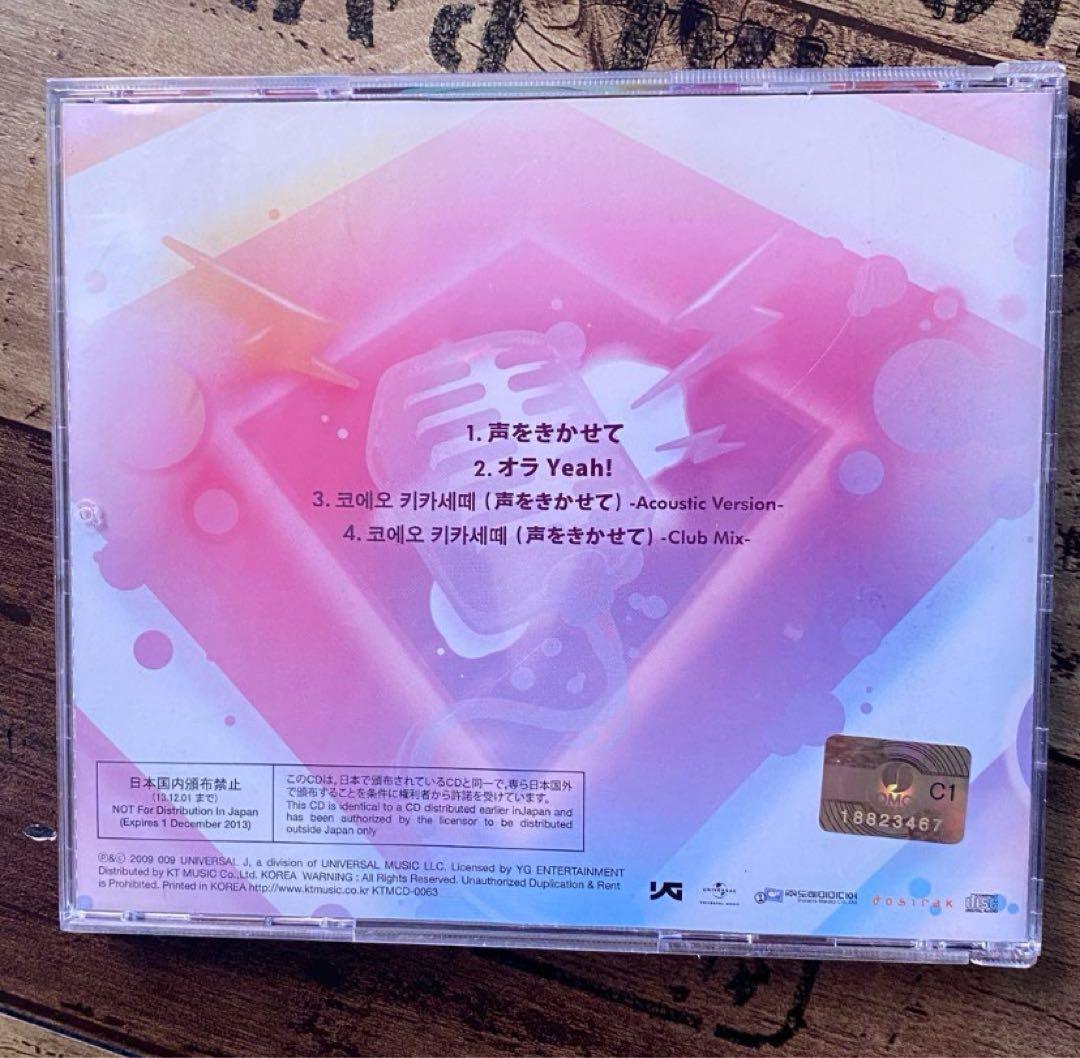 1. 声をきかせて
2. オラ Yeah!
3. 코에오 키카세떼 (声をきかせて) -Acoustic Version-
4. 코에오 키카세떼 (声をきかせて) -Club Mix-
日本国内頒布禁止
(13.12.01 まで)
NOT For Distribution In Japan
(Expires 1 December 2013)
このCDは、日本で頒布されているCDと同一で、専ら日本国外
で頒布することを条件に権利者から許諾を受けています。
This CD is identical to a CD distributed earlier inJapan and
has been authorized by the licensor to be distributed
outside Japan only
℗&© 2009 009 UNIVERSAL J, a division of UNIVERSAL MUSIC LLC. Licensed by YG ENTERTAINMENT
Distributed by KT MUSIC Co.,Ltd. KOREA WARNING : All Rights Reserved. Unauthorized Duplication & Rent
is Prohibited. Printed in KOREA http://www.ktmusic.co.kr KTMCD-0063
C1
18823467
YG
UNIVERSAL
UNIVERSAL MUSIC
dosirak
disc
DIGITAL AUDIO